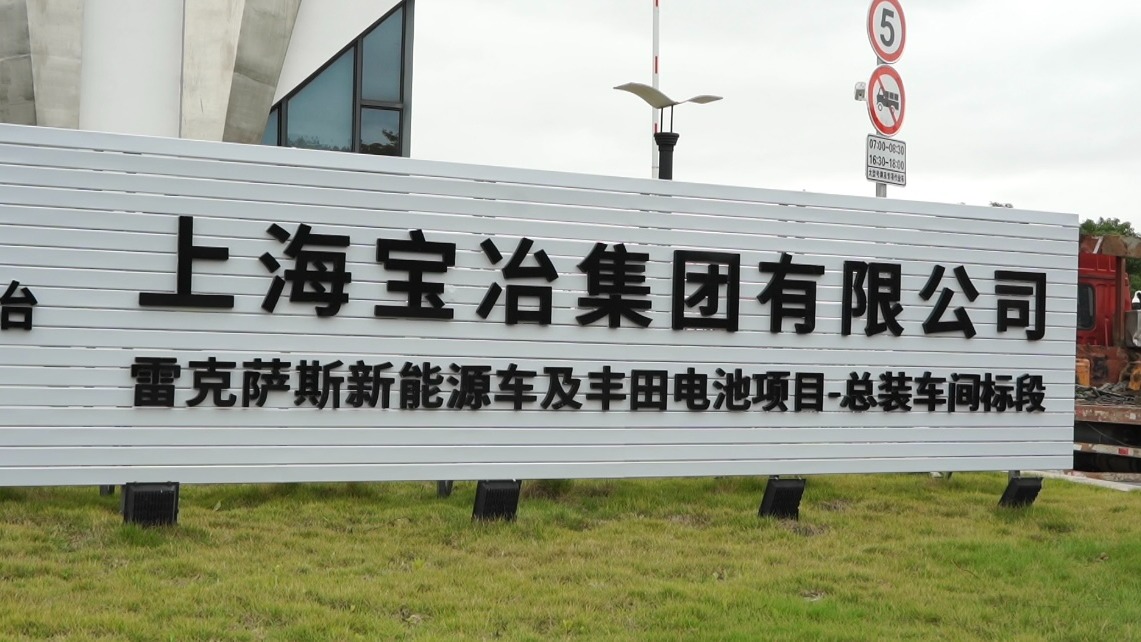 5
07:00-08:30
16:30-18:00
台
上海宝冶集团有限公司
雷克萨斯新能源车及丰田电池项目-总装车间标段